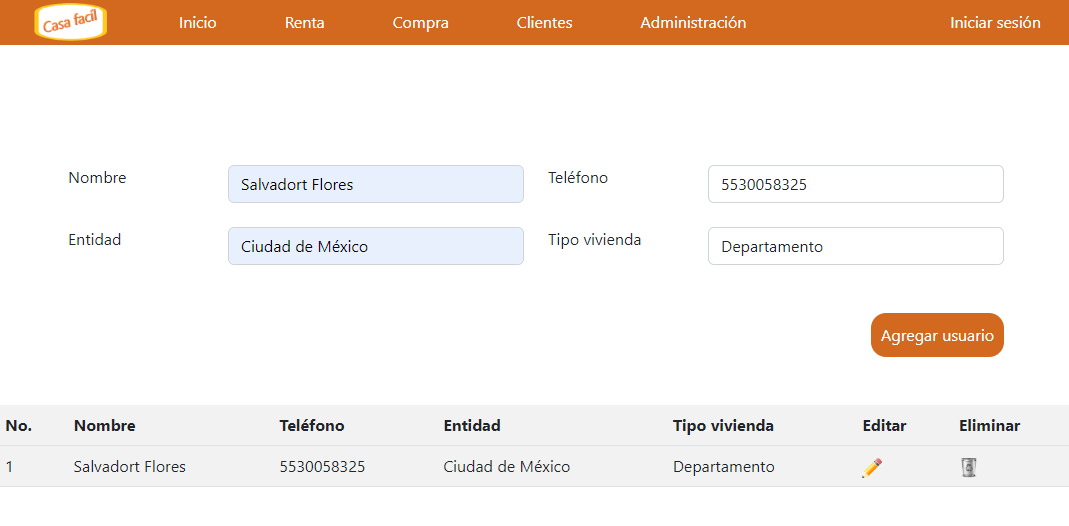 Casa facíl Inicio Renta Compra Clientes Administración Iniciar sesión
Nombre Salvadort Flores Teléfono 5530058325
Entidad Ciudad de México Tipo vivienda Departamento
Agregar usuario
No. Nombre Teléfono Entidad Tipo vivienda Editar Eliminar
1 Salvadort Flores 5530058325 Ciudad de México Departamento